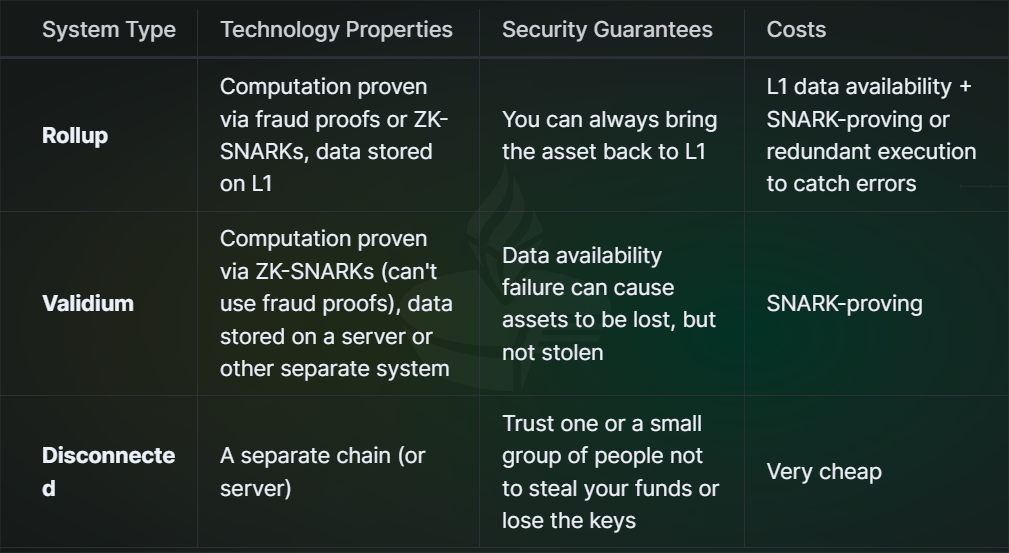 System Type
Technology Properties
Security Guarantees
Costs
Rollup
Computation proven
via fraud proofs or ZK-
SNARKs, data stored
on L1
You can always bring
the asset back to L1
L1 data availability +
SNARK-proving or
redundant execution
to catch errors
Validium
Computation proven
via ZK-SNARKs (can't
use fraud proofs), data
stored on a server or
other separate system
Data availability
failure can cause
assets to be lost, but
not stolen
SNARK-proving
Disconnecte
d
A separate chain (or
server)
Trust one or a small
group of people not
to steal your funds or
lose the keys
Very cheap